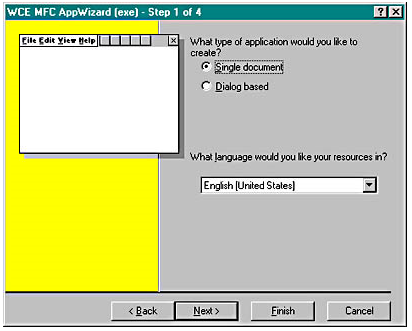 WCE MFC AppWizard (exe) - Step 1 of 4
File Edit View Help
What type of application would you like to
create?
Single document
Dialog based
What language would you like your resources in?
English (United States)
< Back
Next >
Finish
Cancel